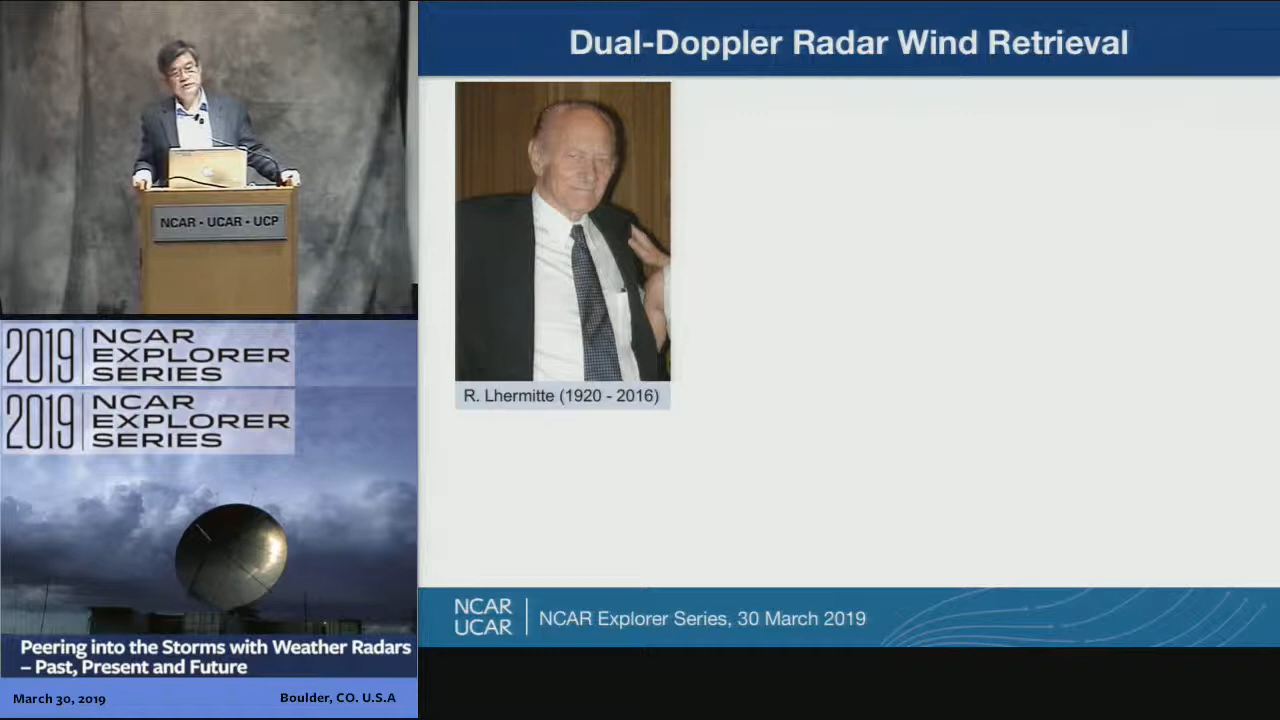 NCAR - UCAR - UCP
2019 NCAR
EXPLORER
SERIES
2019 NCAR
EXPLORER
SERIES
Peering into the Storms with Weather Radars
– Past, Present and Future
March 30, 2019
Boulder, CO. U.S.A
Dual-Doppler Radar Wind Retrieval
R. Lhermitte (1920 - 2016)
NCAR
UCAR
NCAR Explorer Series, 30 March 2019